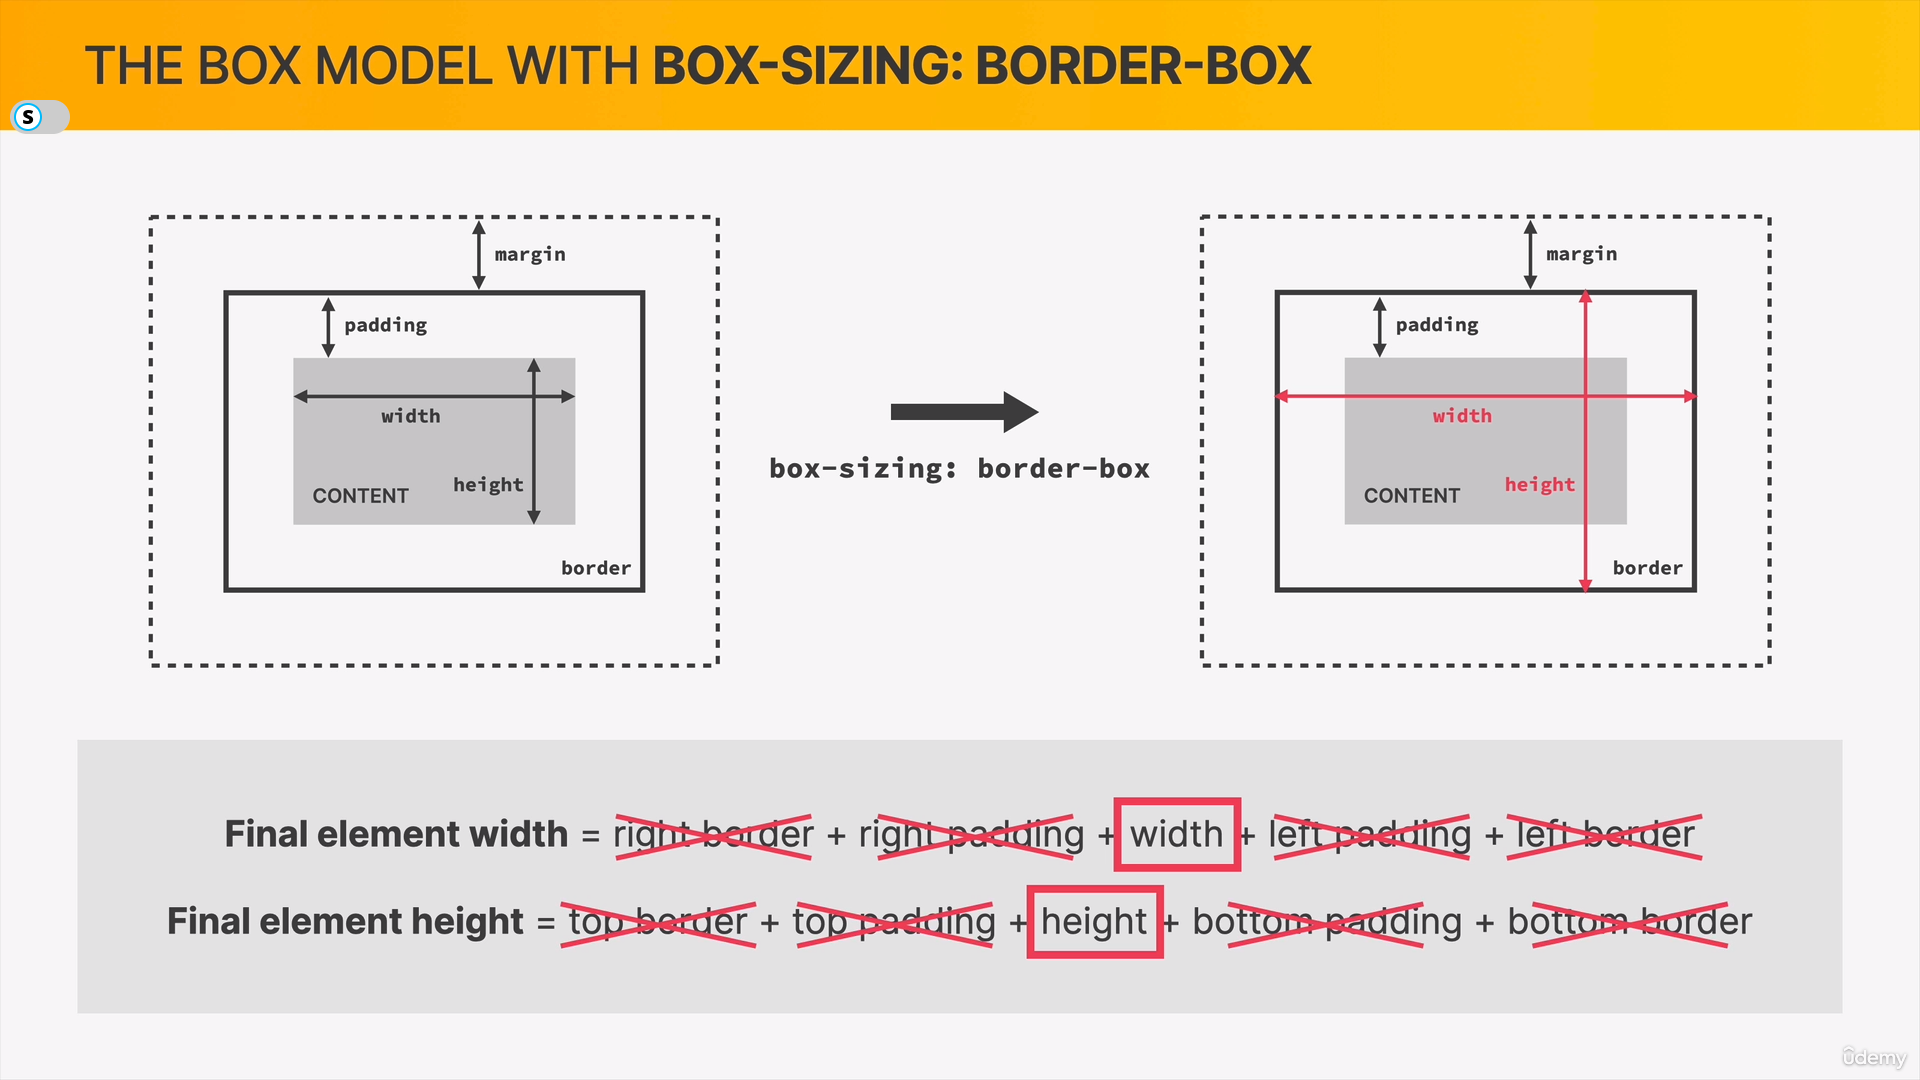 THE BOX MODEL WITH BOX-SIZING: BORDER-BOX
S
margin
padding
width
height
CONTENT
border
box-sizing: border-box
margin
padding
width
height
CONTENT
border
Final element width = right border + right padding + width + left padding + left border
Final element height = top border + top padding + height + bottom padding + bottom border
ûdemy